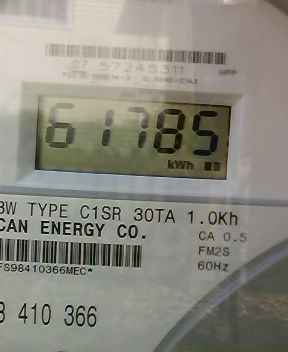 07 57245311
61785
kWh
3W TYPE C1SR 30TA 1.0Kh
CAN ENERGY CO.
CA 0.5
FM2S
FS98410366MEC*
60Hz
8 410 366